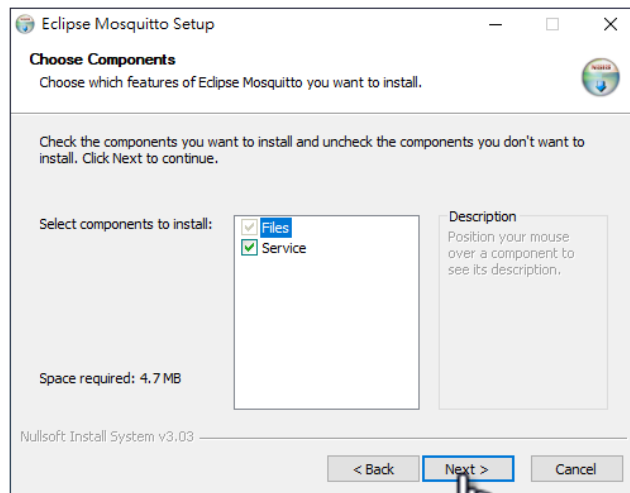 Eclipse Mosquitto Setup
Choose Components
Choose which features of Eclipse Mosquitto you want to install.
Check the components you want to install and uncheck the components you don't want to
install. Click Next to continue.
Select components to install:
Files
Service
Description
Position your mouse
over a component to
see its description.
Space required: 4.7 MB
Nullsoft Install System v3.03
< Back
Next >
Cancel